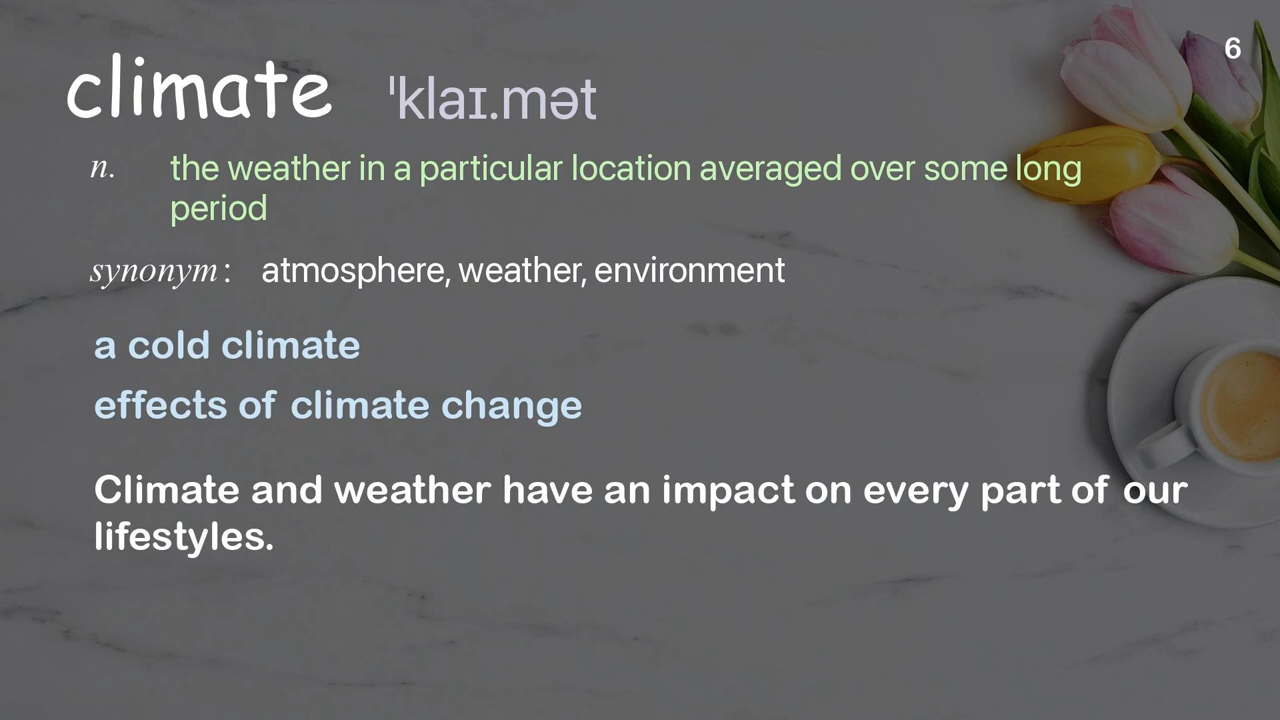 6
climate ˈklaɪ.mət
n. the weather in a particular location averaged over some long
period
synonym: atmosphere, weather, environment
a cold climate
effects of climate change
Climate and weather have an impact on every part of our
lifestyles.